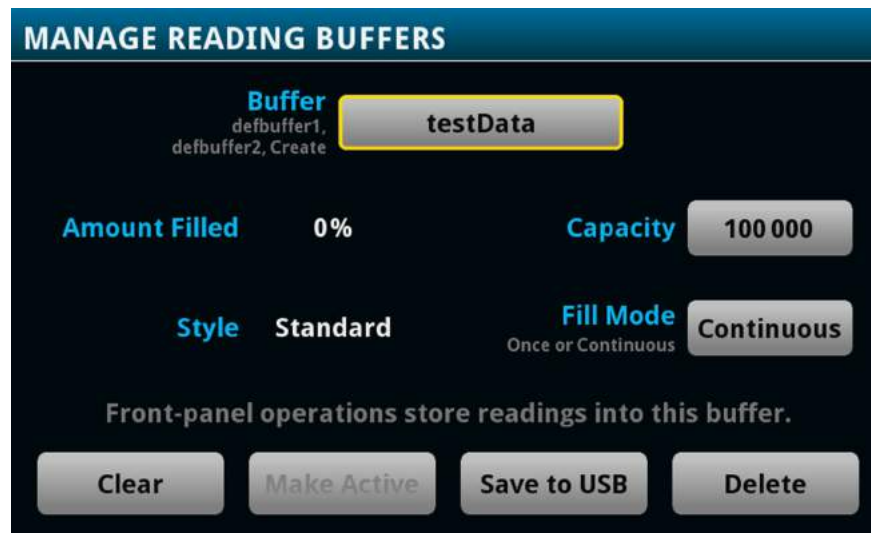 MANAGE READING BUFFERS
Buffer
defbuffer1,
defbuffer2, Create
testData
Amount Filled
0%
Capacity
100 000
Style
Standard
Fill Mode
Once or Continuous
Continuous
Front-panel operations store readings into this buffer.
Clear
Make Active
Save to USB
Delete